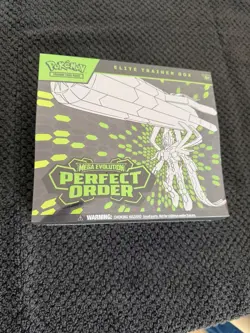 Pokémon
ELITE TRAINER BOX
MEGA EVOLUTION
PERFECT
ORDER
WARNING: